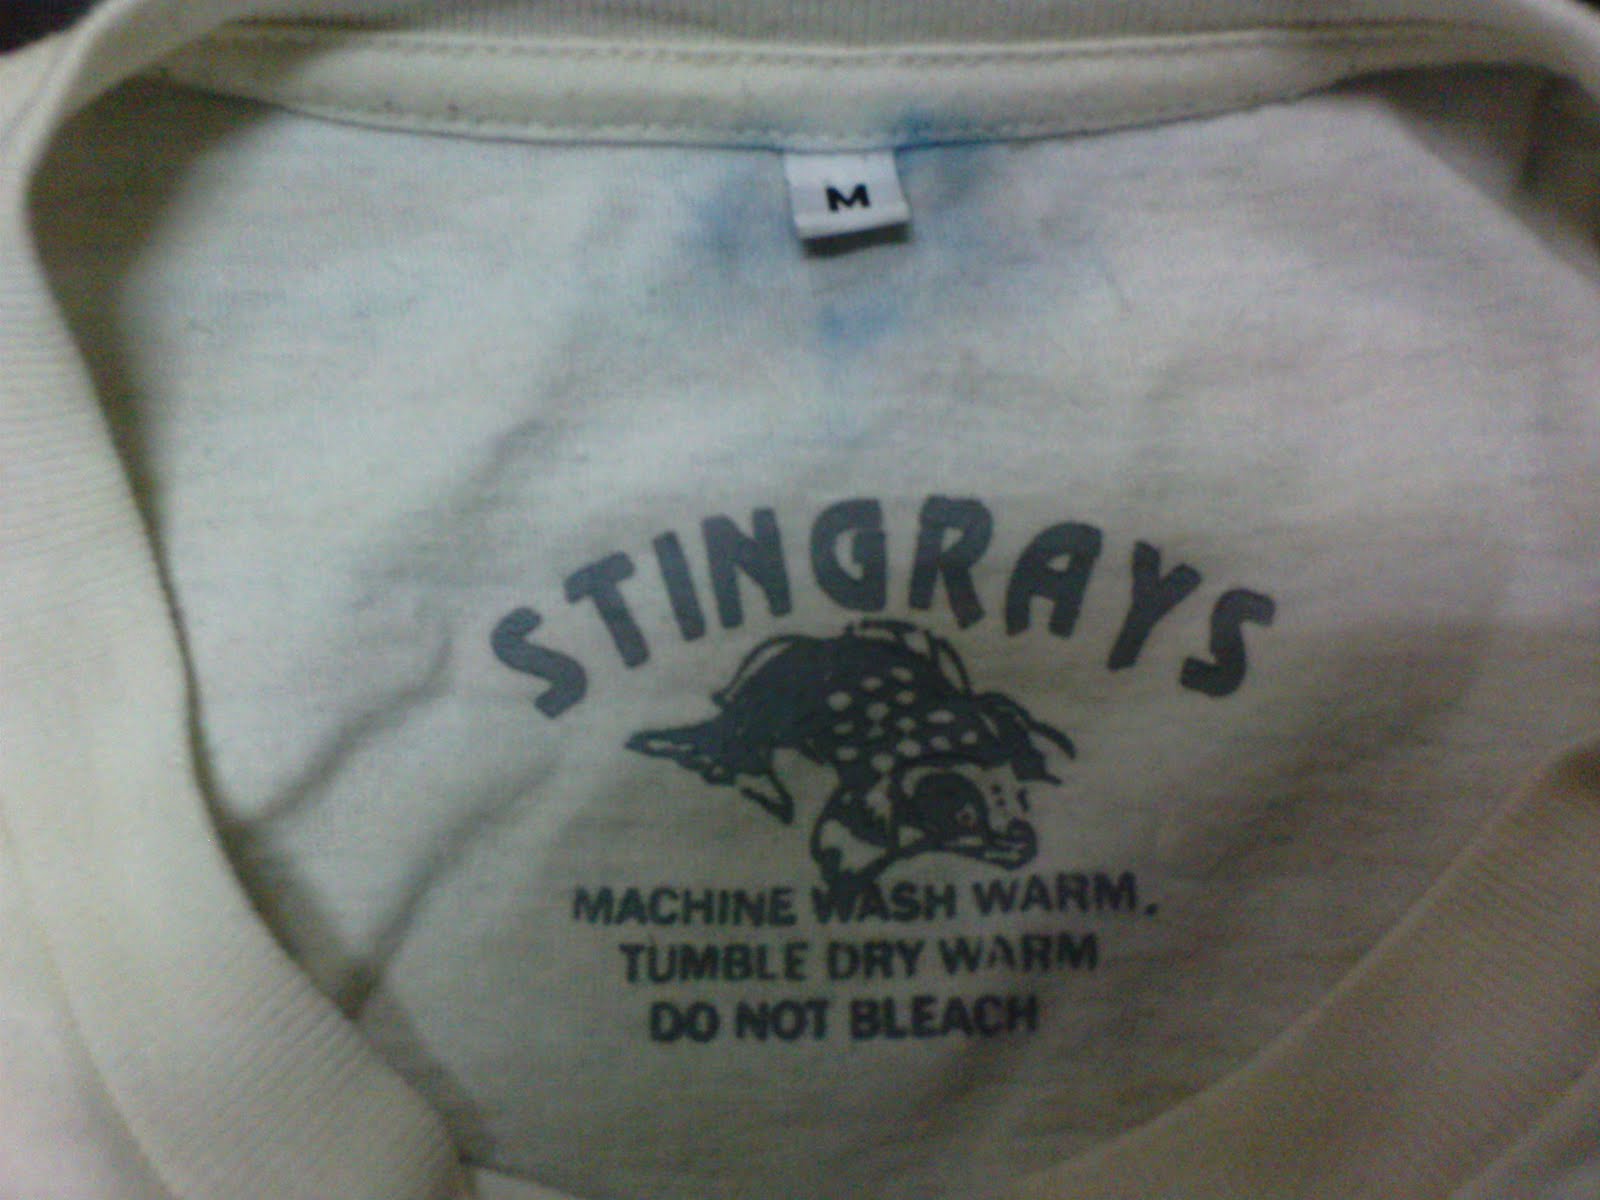 M
STINGRAYS
MACHINE WASH WARM.
TUMBLE DRY WARM
DO NOT BLEACH